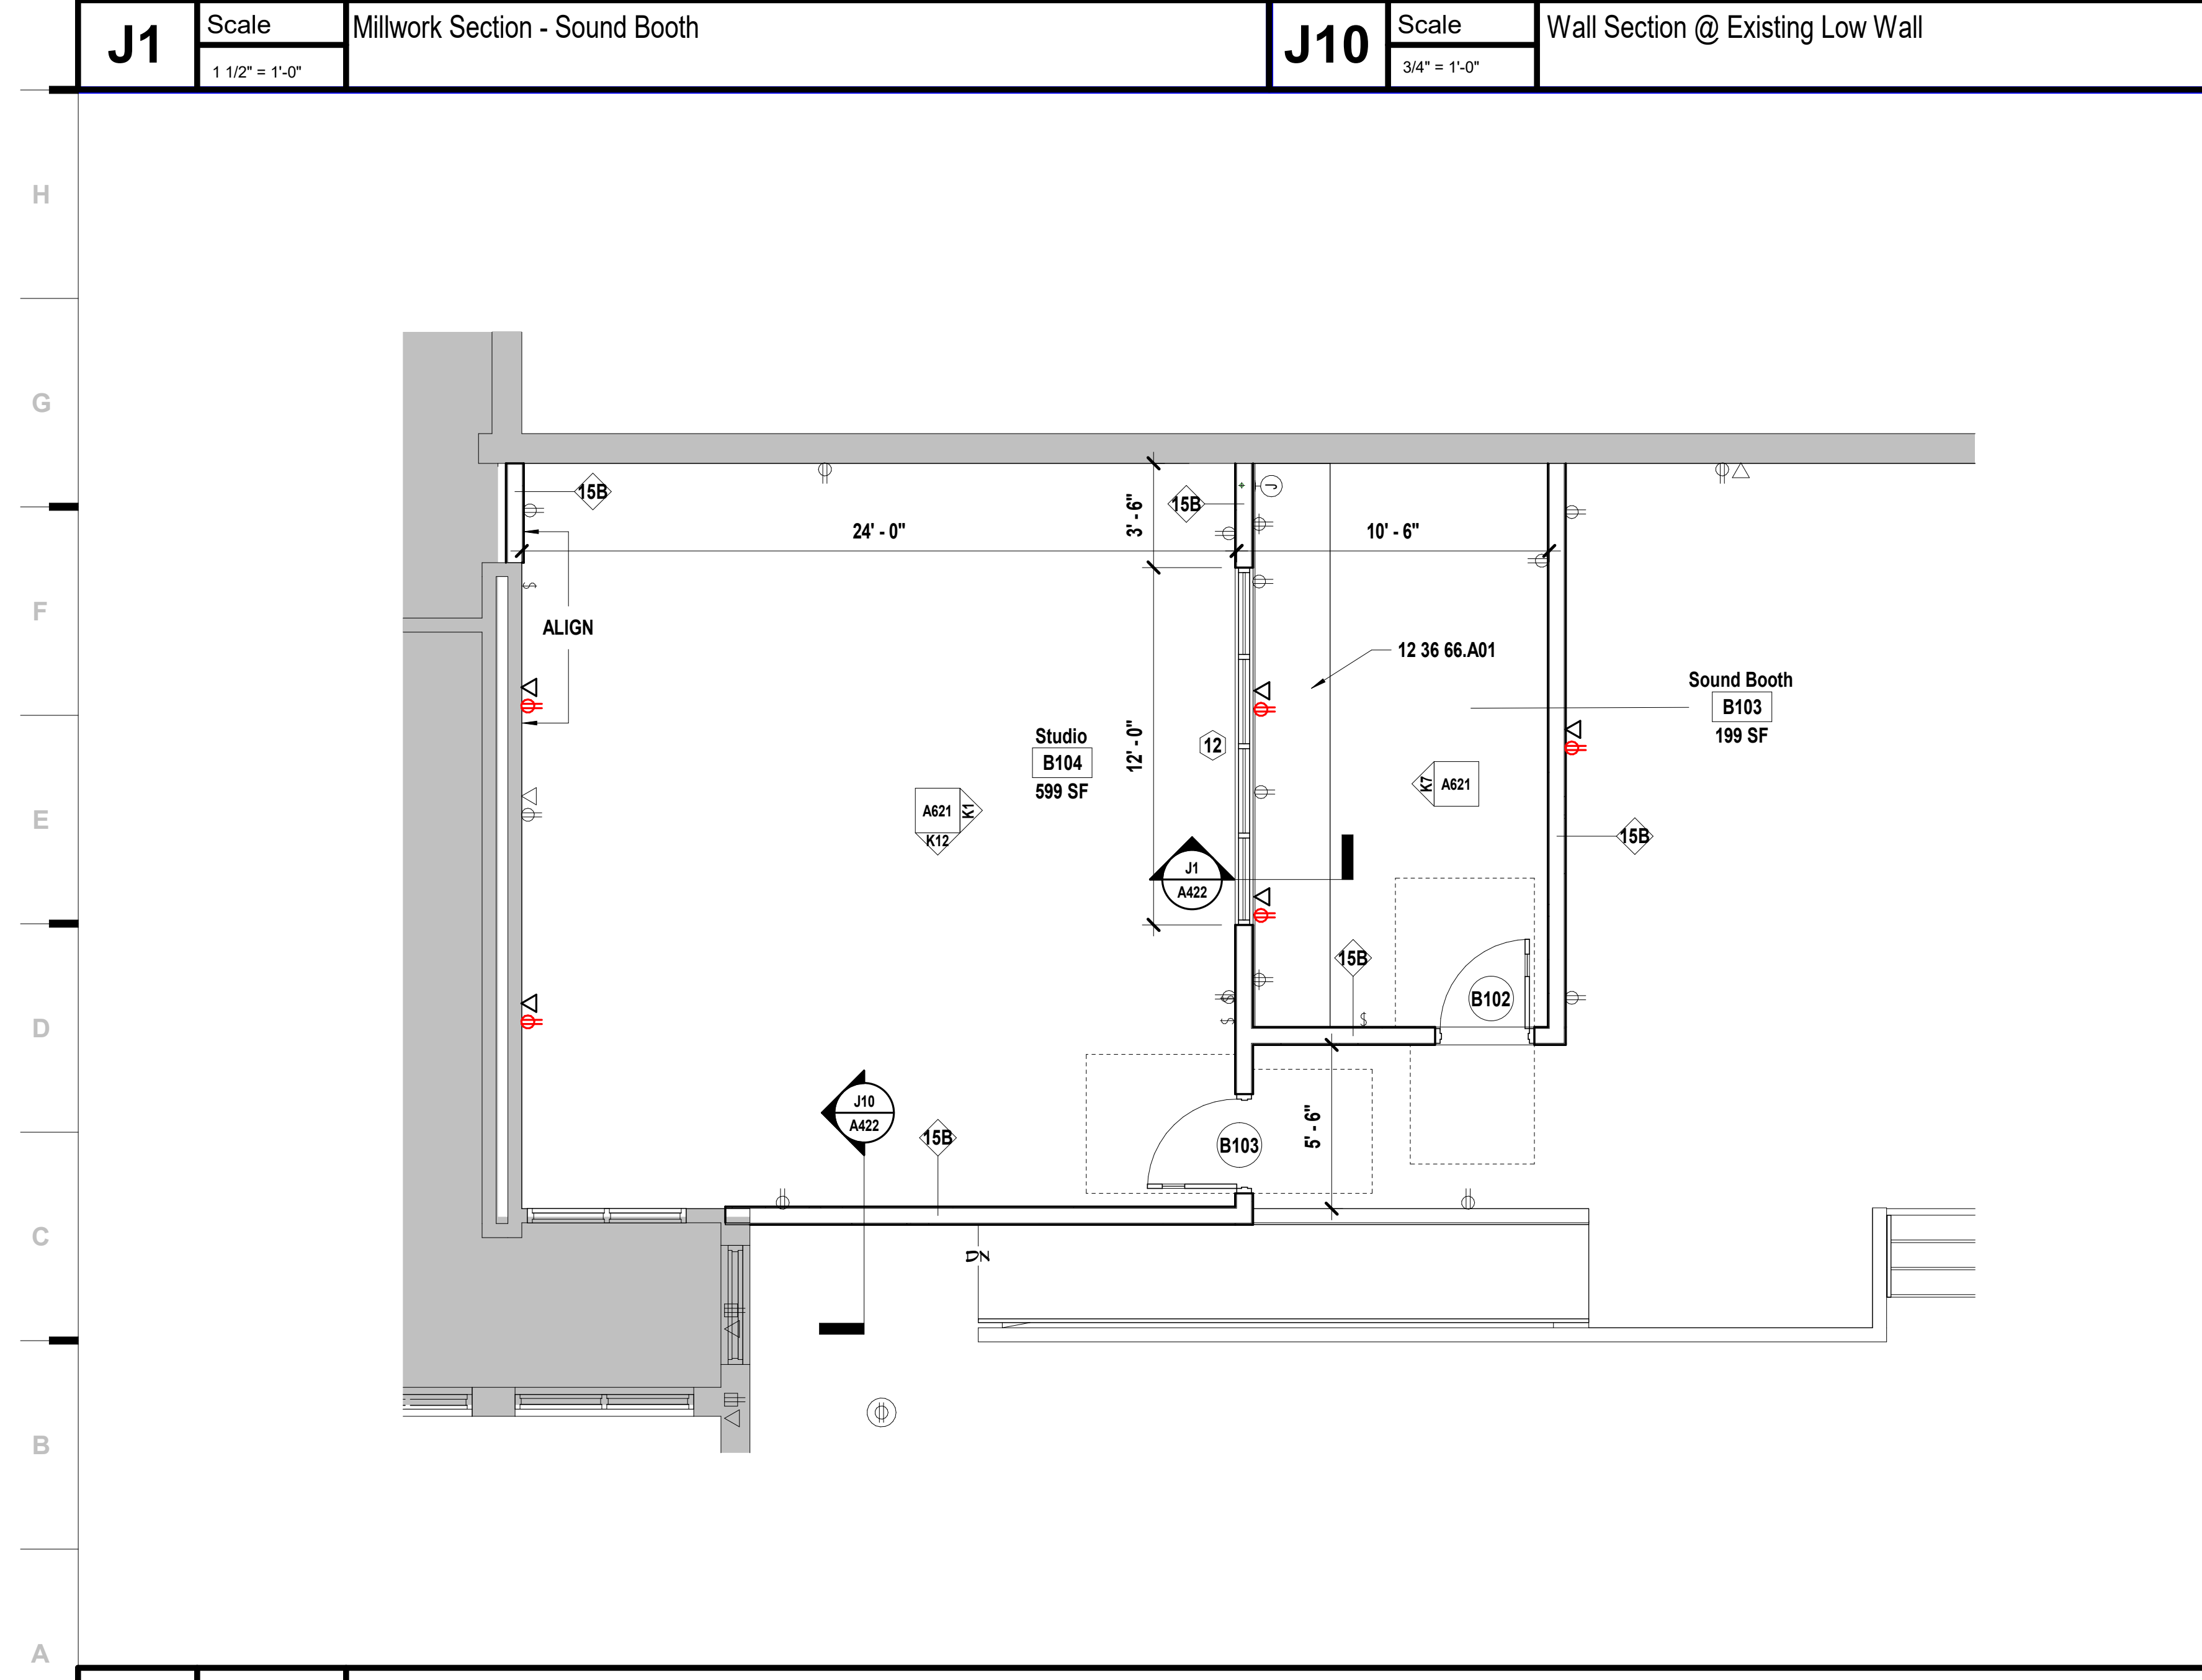 J1
Scale
1 1/2" = 1'-0"
Millwork Section - Sound Booth
J10
Scale
3/4" = 1'-0"
Wall Section @ Existing Low Wall
H
G
F
E
D
C
B
A
15B
24' - 0"
3' - 6"
15B
J
10' - 6"
$
ALIGN
12 36 66.A01
Sound Booth
B103
199 SF
Studio
B104
599 SF
12' - 0"
12
A621
K1
K12
K7
A621
15B
J1
A422
15B
B102
$
$
$
J10
A422
15B
B103
5' - 6"